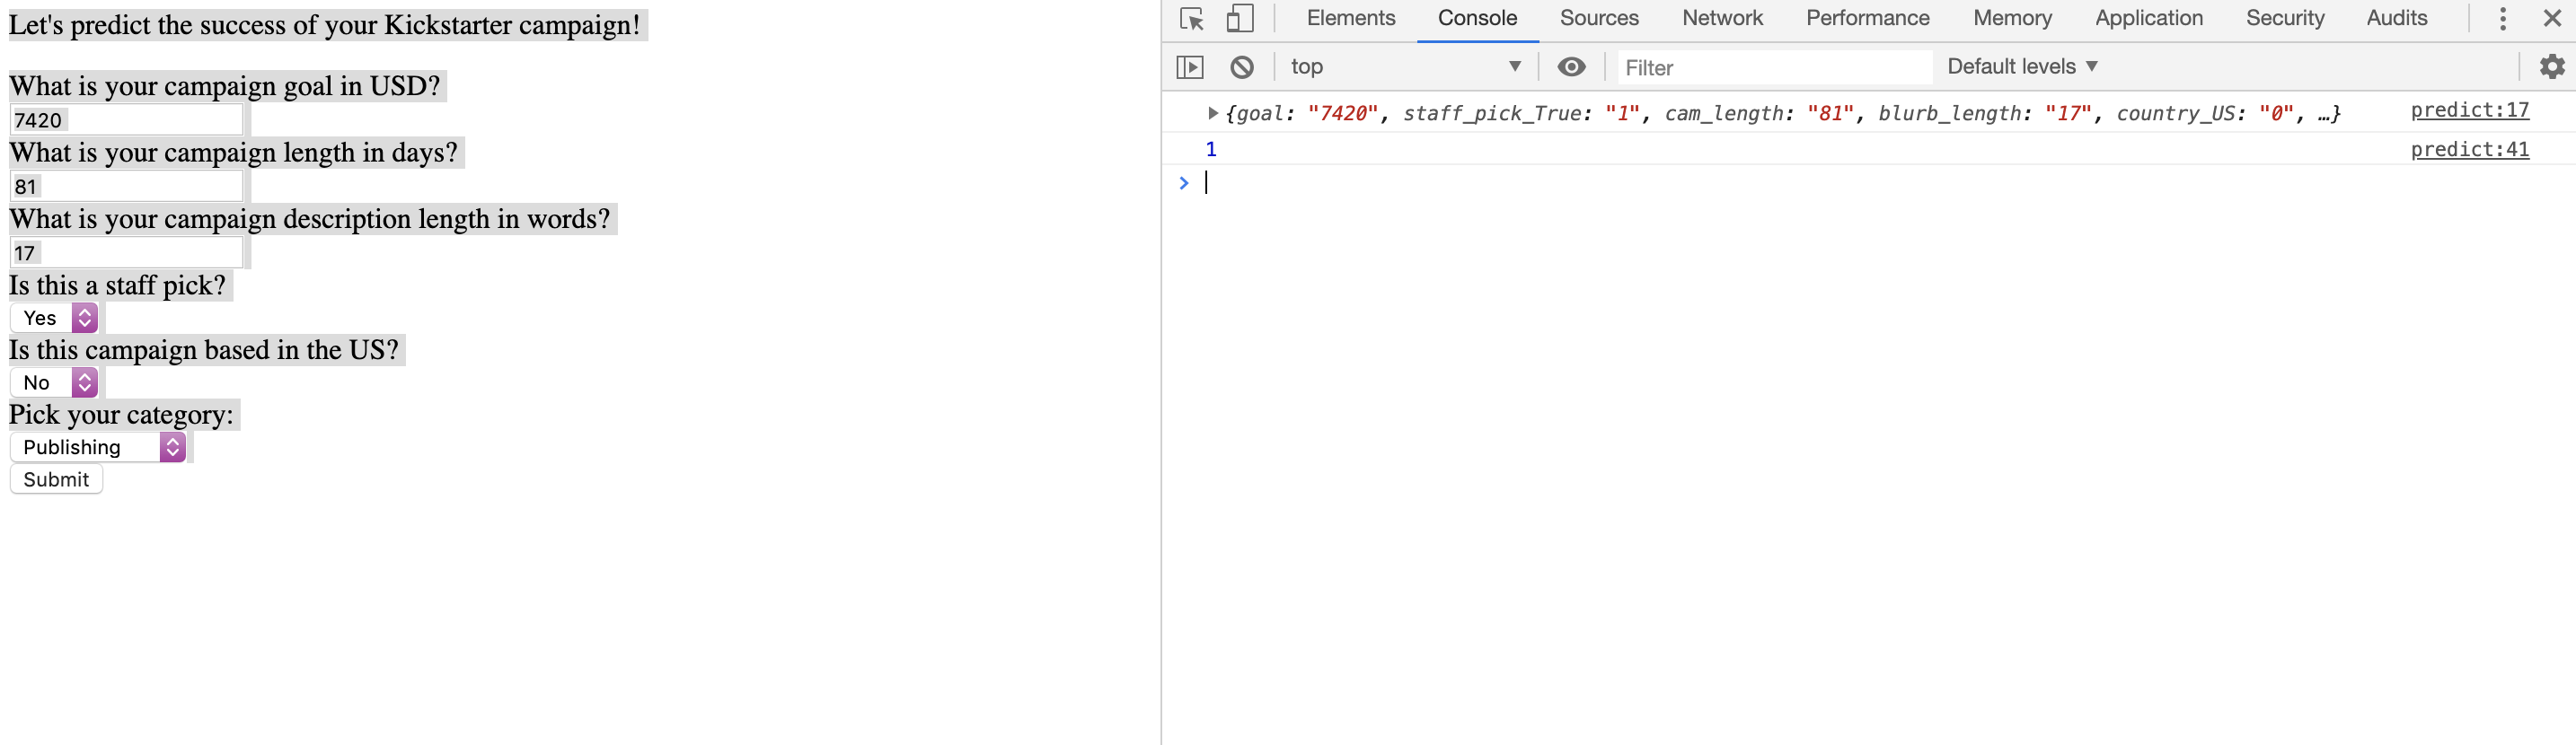 Let's predict the success of your Kickstarter campaign!
What is your campaign goal in USD?
7420
What is your campaign length in days?
81
What is your campaign description length in words?
17
Is this a staff pick?
Yes
Is this campaign based in the US?
No
Pick your category:
Publishing
Submit
Elements Console Sources Network Performance Memory Application Security Audits
top Filter Default levels
{goal: "7420", staff_pick_True: "1", cam_length: "81", blurb_length: "17", country_US: "0", …} predict:17
1 predict:41